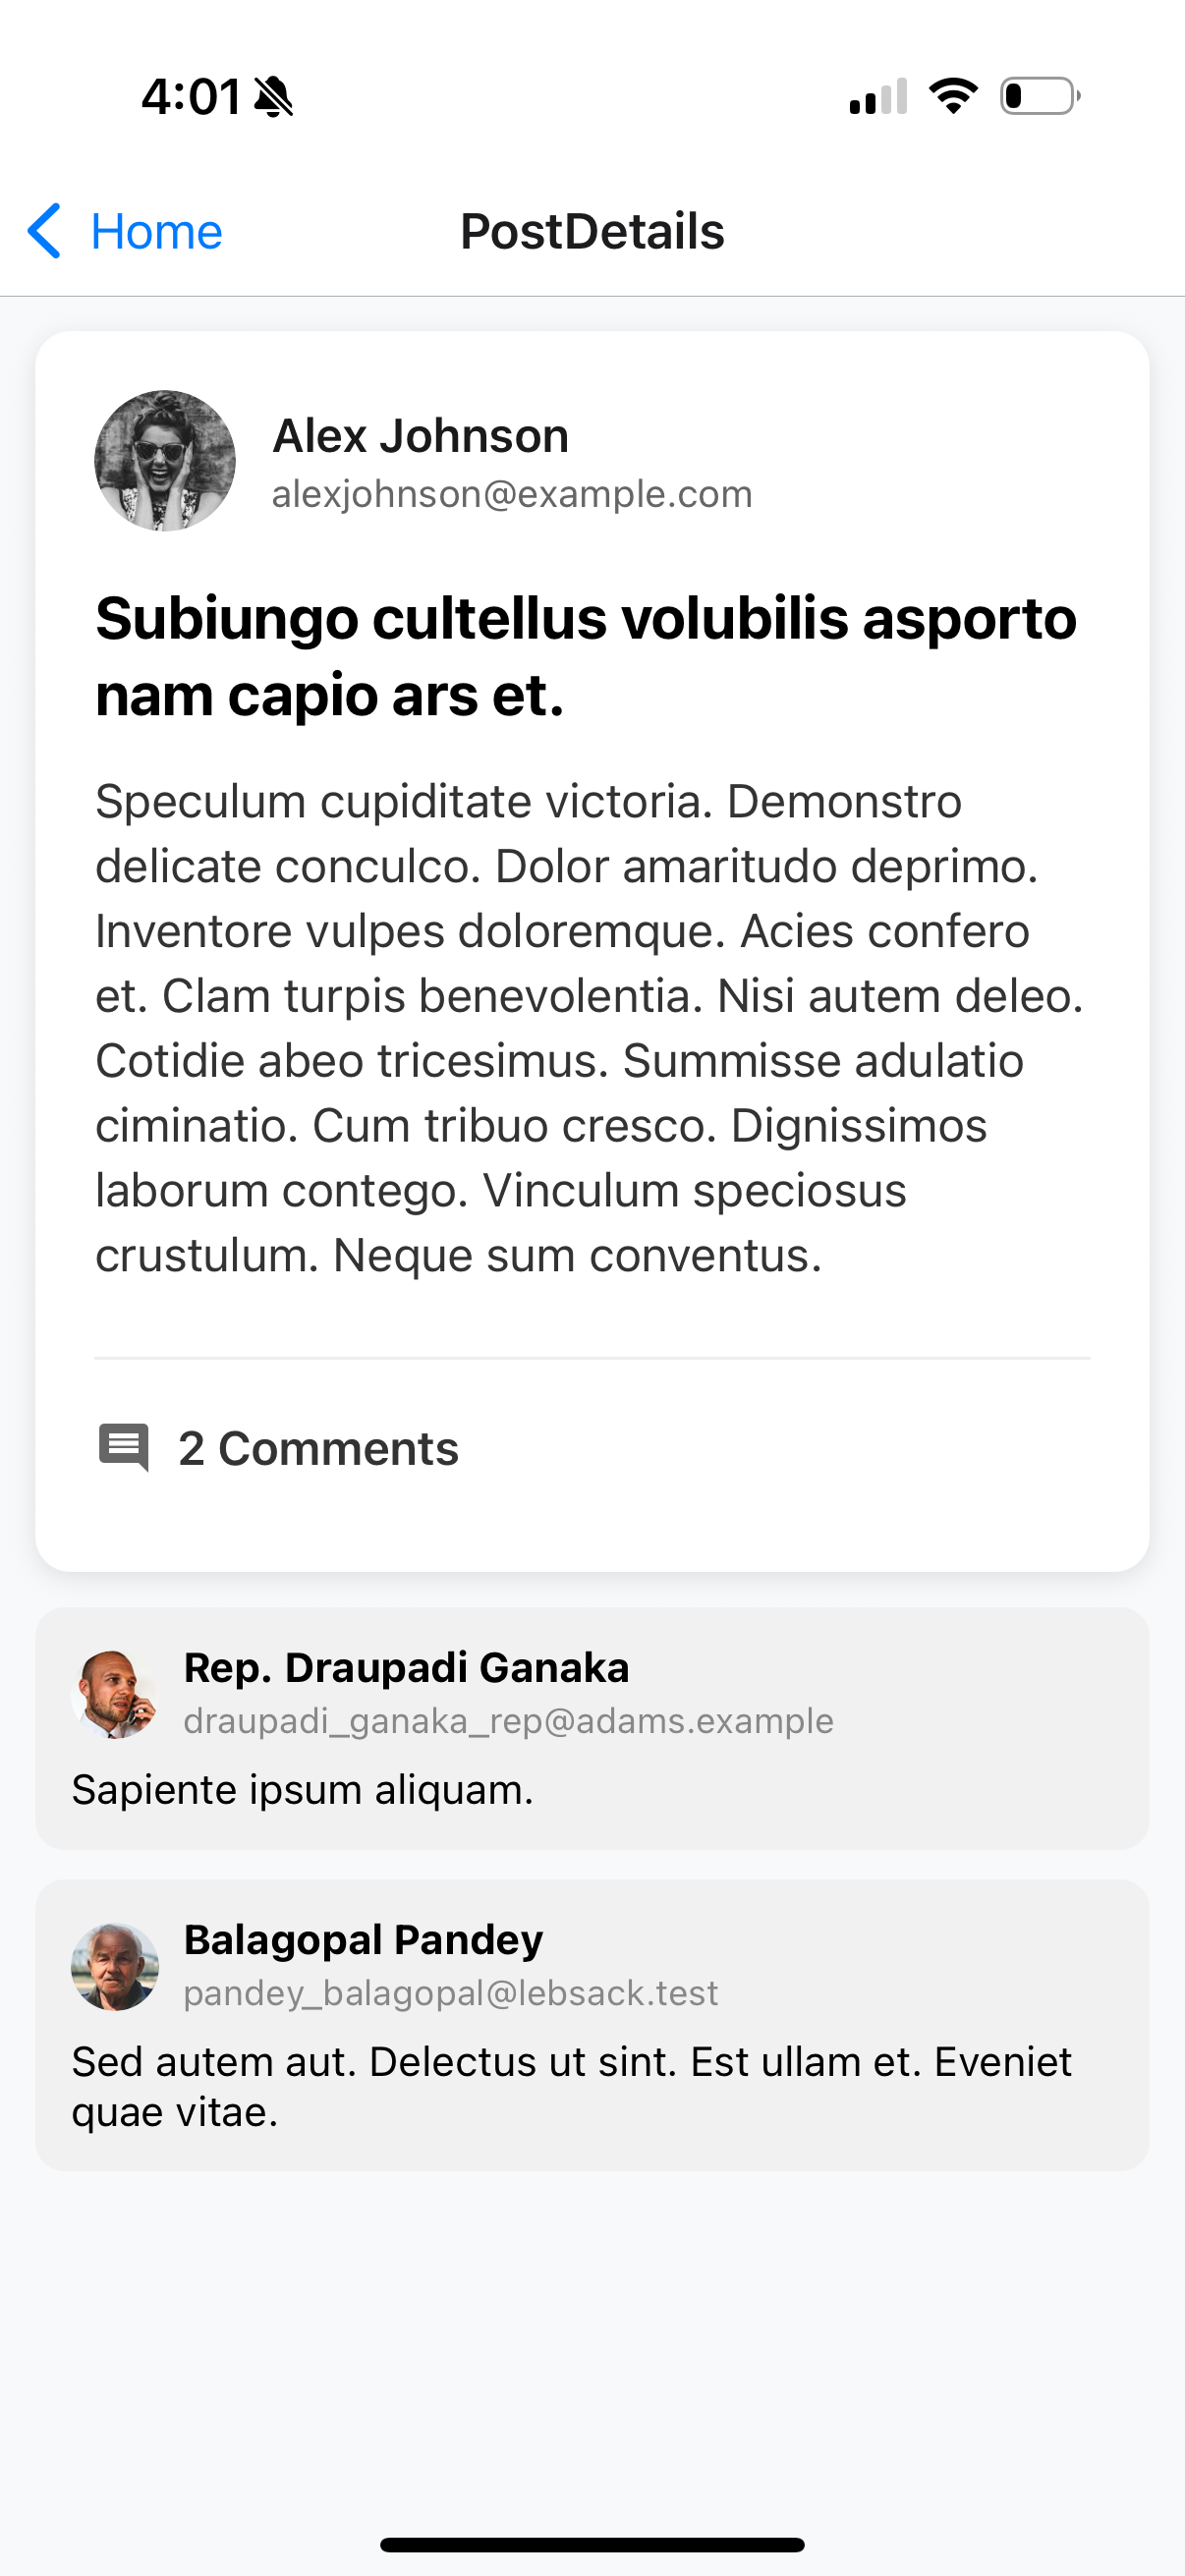 4:01
Home
PostDetails
Alex Johnson
alexjohnson@example.com
Subiungo cultellus volubilis asporto
nam capio ars et.
Speculum cupiditate victoria. Demonstro
delicate conculco. Dolor amaritudo deprimo.
Inventore vulpes doloremque. Acies confero
et. Clam turpis benevolentia. Nisi autem deleo.
Cotidie abeo tricesimus. Summisse adulatio
ciminatio. Cum tribuo cresco. Dignissimos
laborum contego. Vinculum speciosus
crustulum. Neque sum conventus.
2 Comments
Rep. Draupadi Ganaka
draupadi_ganaka_rep@adams.example
Sapiente ipsum aliquam.
Balagopal Pandey
pandey_balagopal@lebsack.test
Sed autem aut. Delectus ut sint. Est ullam et. Eveniet
quae vitae.